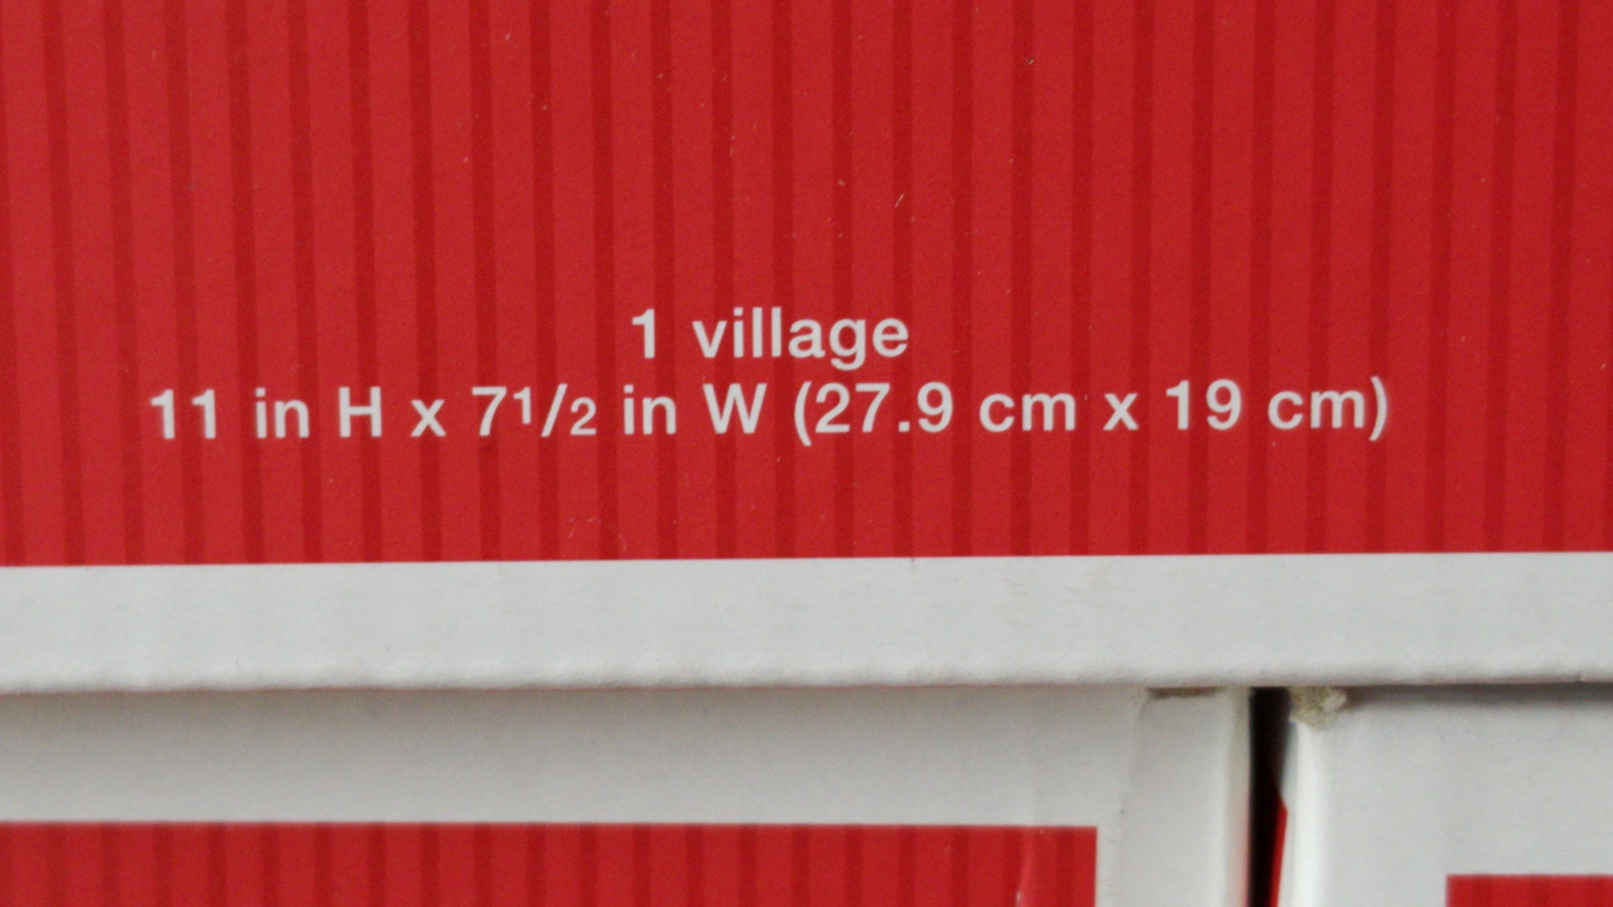 1 village
11 in H x 71/2 in W (27.9 cm x 19 cm)